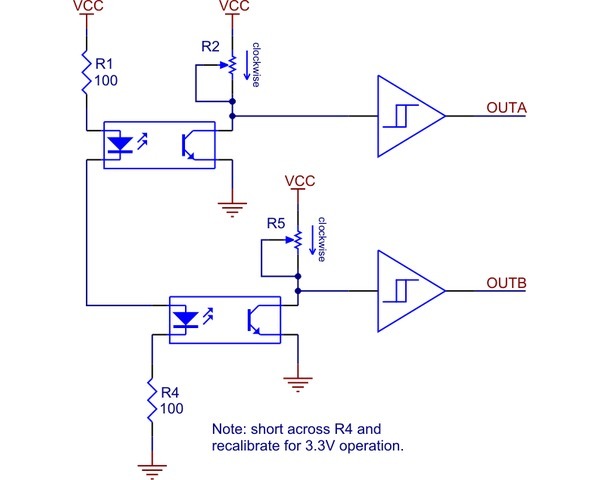 VCC
VCC
R1
100
R2
clockwise
OUTA
VCC
R5
clockwise
OUTB
R4
100
Note: short across R4 and
recalibrate for 3.3V operation.